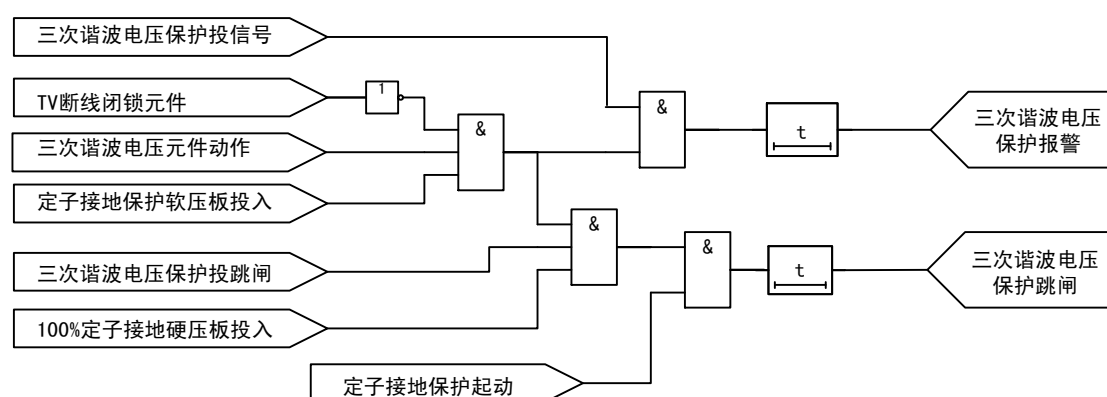 三次谐波电压保护投信号
TV断线闭锁元件
1
三次谐波电压元件动作
&
定子接地保护软压板投入
&
t
三次谐波电压
保护报警
三次谐波电压保护投跳闸
&
100%定子接地硬压板投入
&
t
三次谐波电压
保护跳闸
定子接地保护起动